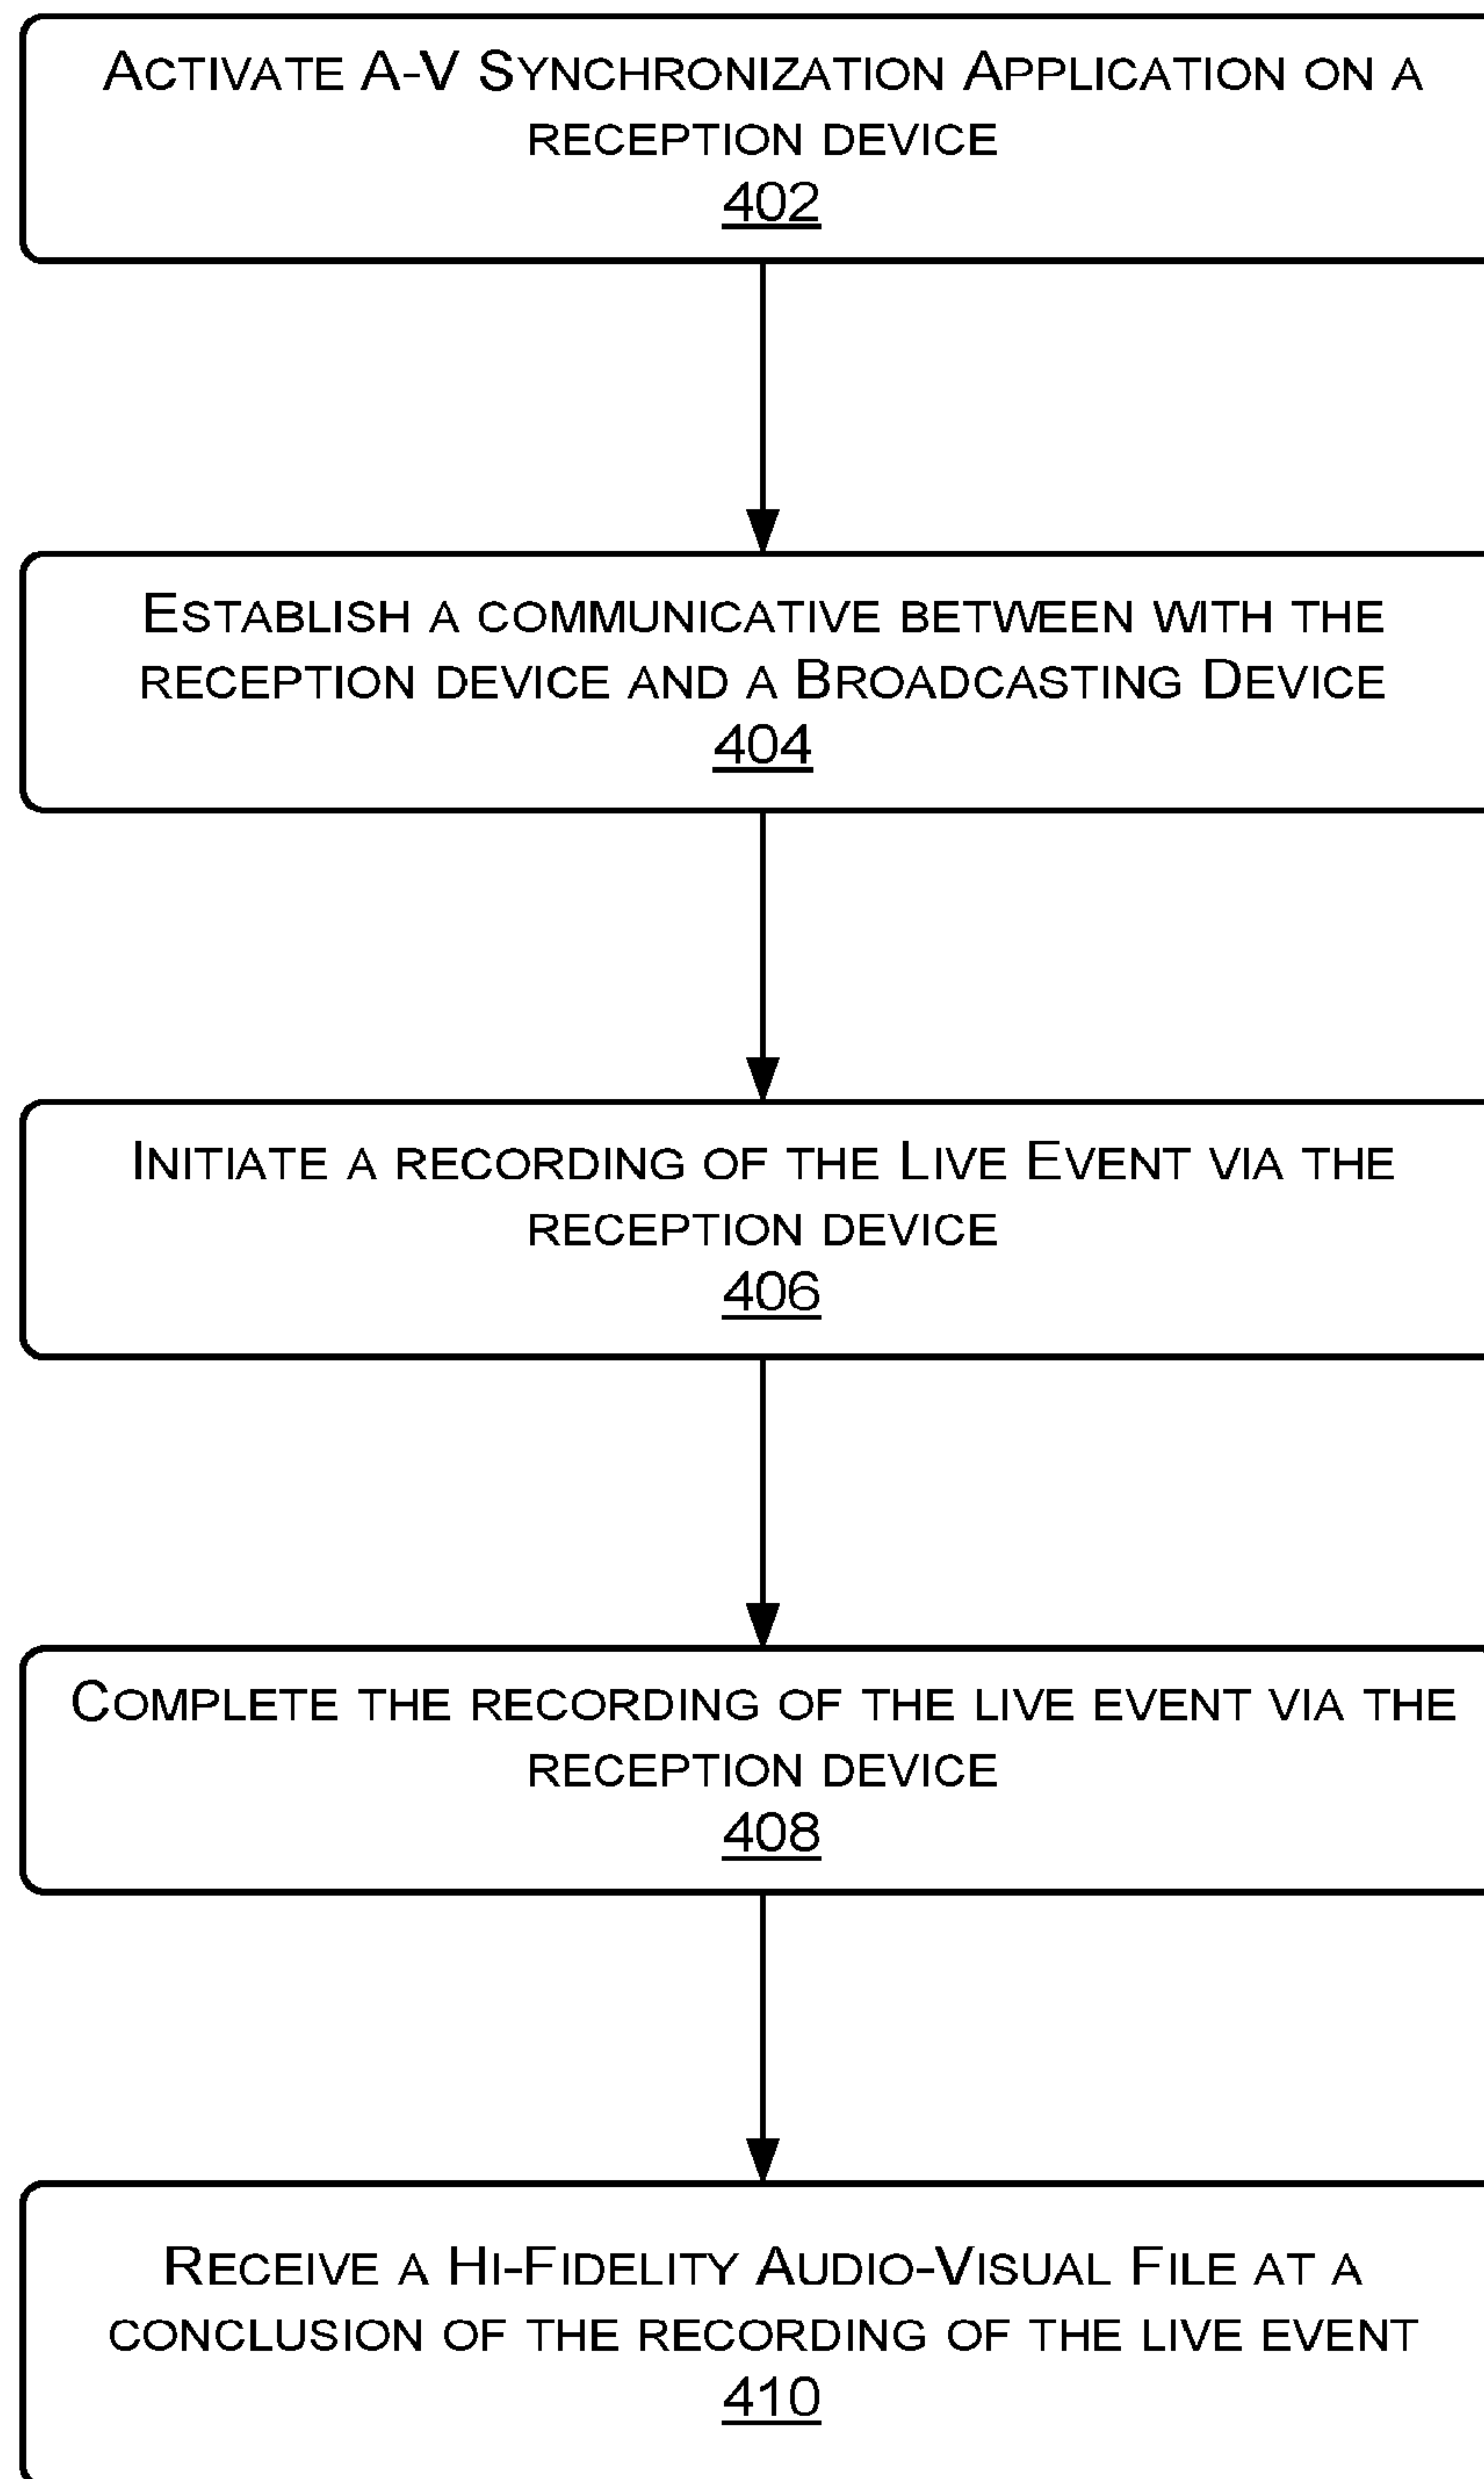 ACTIVATE A-V SYNCHRONIZATION APPLICATION ON A
RECEPTION DEVICE
402
ESTABLISH A COMMUNICATIVE BETWEEN WITH THE
RECEPTION DEVICE AND A BROADCASTING DEVICE
404
INITIATE A RECORDING OF THE LIVE EVENT VIA THE
RECEPTION DEVICE
406
COMPLETE THE RECORDING OF THE LIVE EVENT VIA THE
RECEPTION DEVICE
408
RECEIVE A HI-FIDELITY AUDIO-VISUAL FILE AT A
CONCLUSION OF THE RECORDING OF THE LIVE EVENT
410